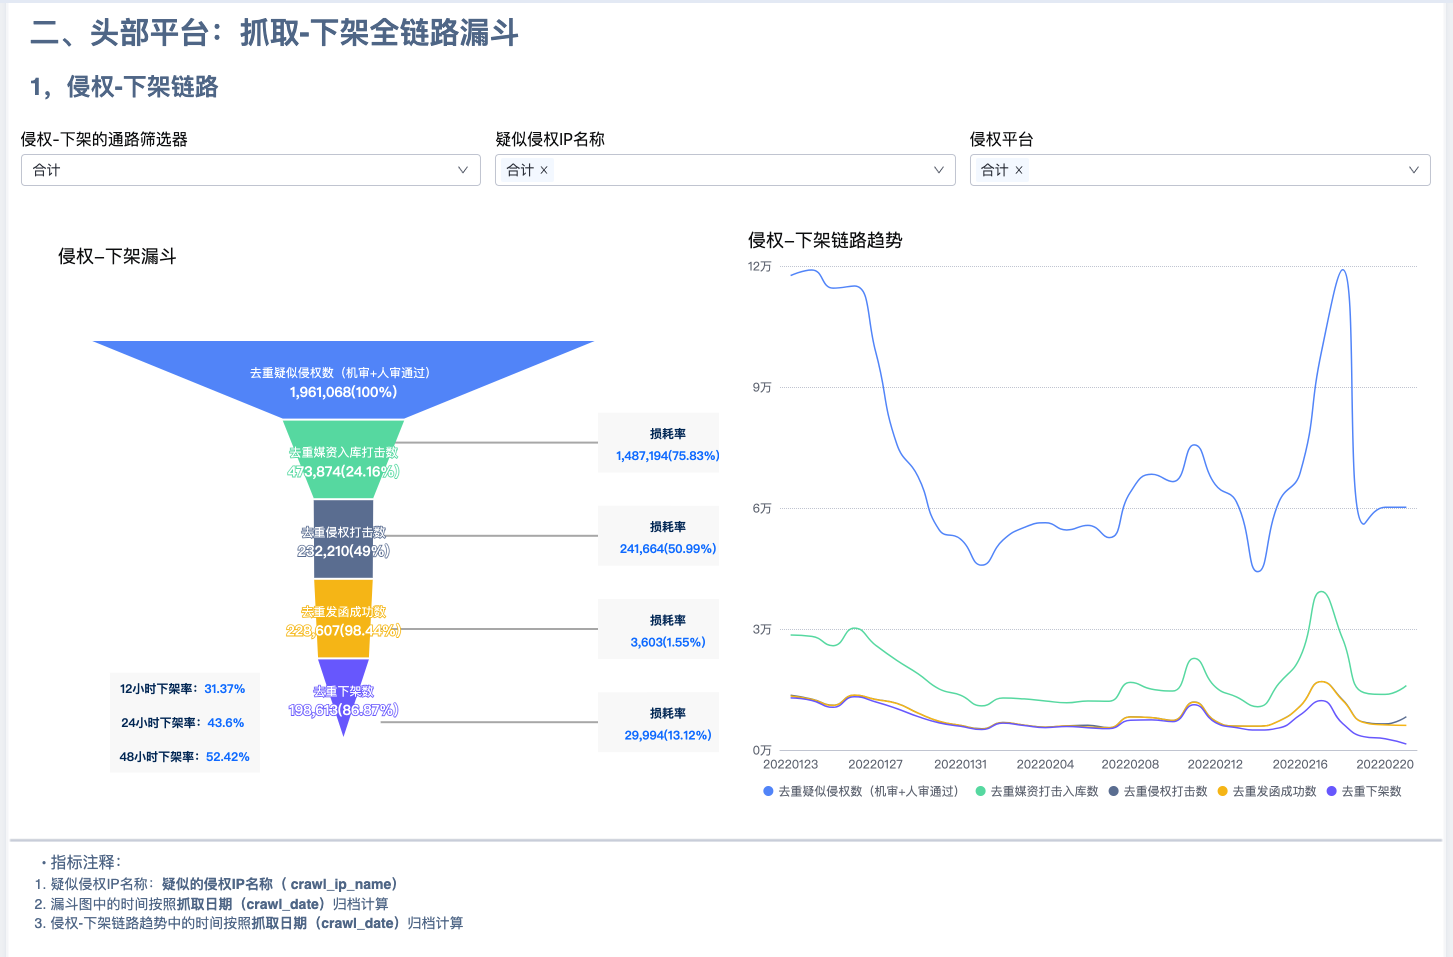 二、头部平台：抓取-下架全链路漏斗
1，侵权-下架链路
侵权-下架的通路筛选器
合计
疑似侵权IP名称
合计 ×
侵权平台
合计 ×
侵权–下架漏斗
去重疑似侵权数（机审+人审通过）
1,961,068(100%)
去重媒资入库打击数
473,874(24.16%)
去重侵权打击数
232,210(49%)
去重发函成功数
228,607(98.44%)
去重下架数
198,613(86.87%)
损耗率
1,487,194(75.83%)
损耗率
241,664(50.99%)
损耗率
3,603(1.55%)
损耗率
29,994(13.12%)
12小时下架率：31.37%
24小时下架率：43.6%
48小时下架率：52.42%
侵权–下架链路趋势
12万
9万
6万
3万
0万
20220123 20220127 20220131 20220204 20220208 20220212 20220216 20220220
去重疑似侵权数（机审+人审通过） 去重媒资打击入库数 去重侵权打击数 去重发函成功数 去重下架数
• 指标注释：
1. 疑似侵权IP名称：疑似的侵权IP名称（ crawl_ip_name）
2. 漏斗图中的时间按照抓取日期（crawl_date）归档计算
3. 侵权-下架链路趋势中的时间按照抓取日期（crawl_date）归档计算